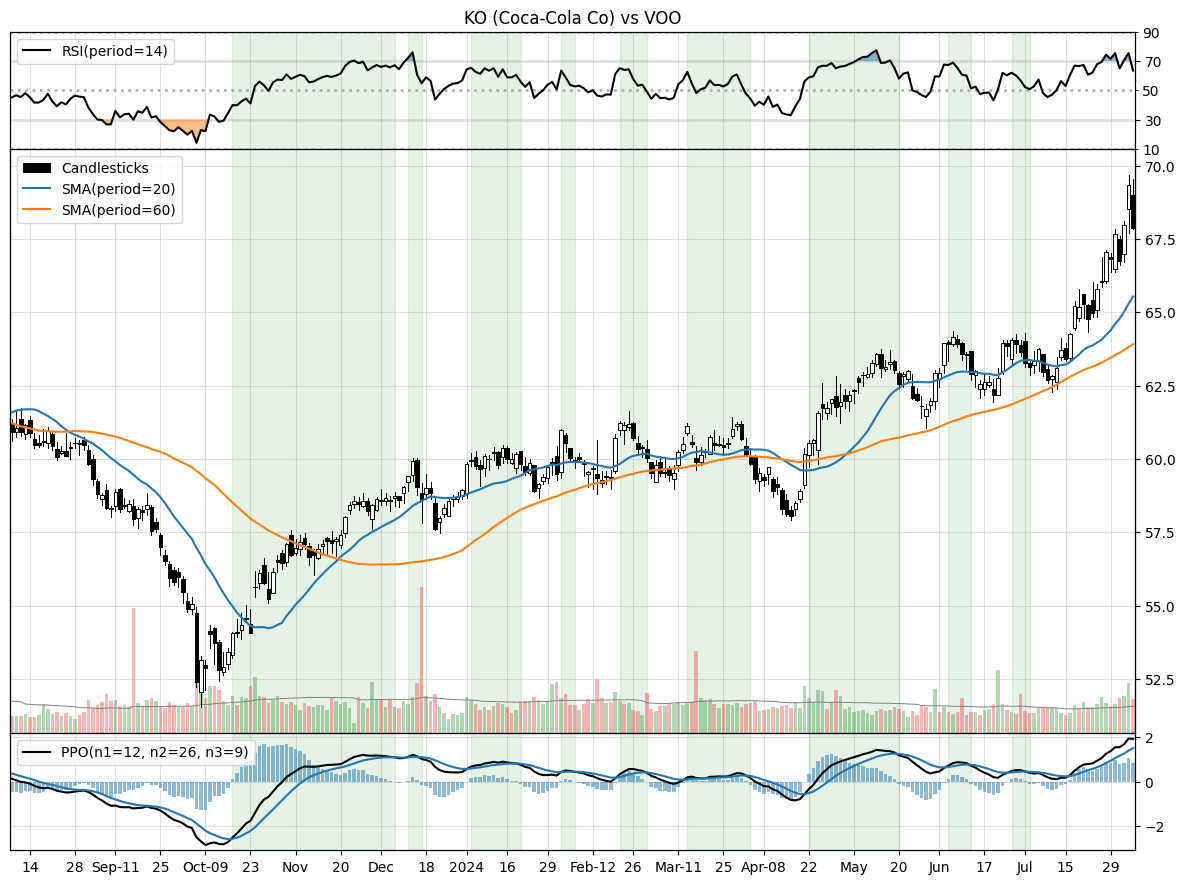 KO (Coca-Cola Co) vs VOO
RSI(period=14)
90
70
50
30
10
Candlesticks
SMA(period=20)
SMA(period=60)
70.0
67.5
65.0
62.5
60.0
57.5
55.0
52.5
PPO(n1=12, n2=26, n3=9)
2
0
−2
14 28 Sep-11 25 Oct-09 23 Nov 20 Dec 18 2024 16 29 Feb-12 26 Mar-11 25 Apr-08 22 May 20 Jun 17 Jul 15 29